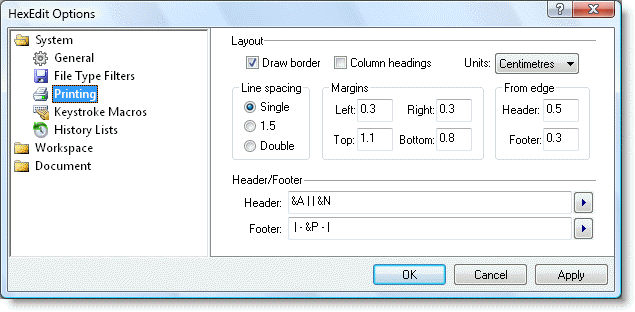 HexEdit Options
System
General
File Type Filters
Printing
Keystroke Macros
History Lists
Workspace
Document
Layout
Draw border Column headings Units: Centimetres
Line spacing Margins From edge
Single Left: 0.3 Right: 0.3 Header: 0.5
1.5
Double Top: 1.1 Bottom: 0.8 Footer: 0.3
Header/Footer
Header: &A | | &N
Footer: | - &P - |
OK Cancel Apply